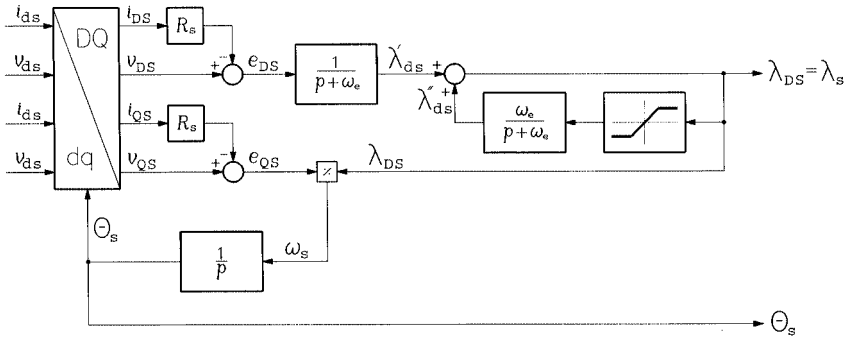 i_ds
i_DS
R_s
DQ
−
v_ds
v_DS
+
e_DS
1/(p+ω_e)
λ′_ds
+
λ_DS=λ_s
λ″_ds
+
ω_e/(p+ω_e)
i_ds
i_QS
R_s
−
v_ds
dq
v_QS
+
e_QS
×
λ_DS
Θ_s
1/p
ω_s
Θ_s